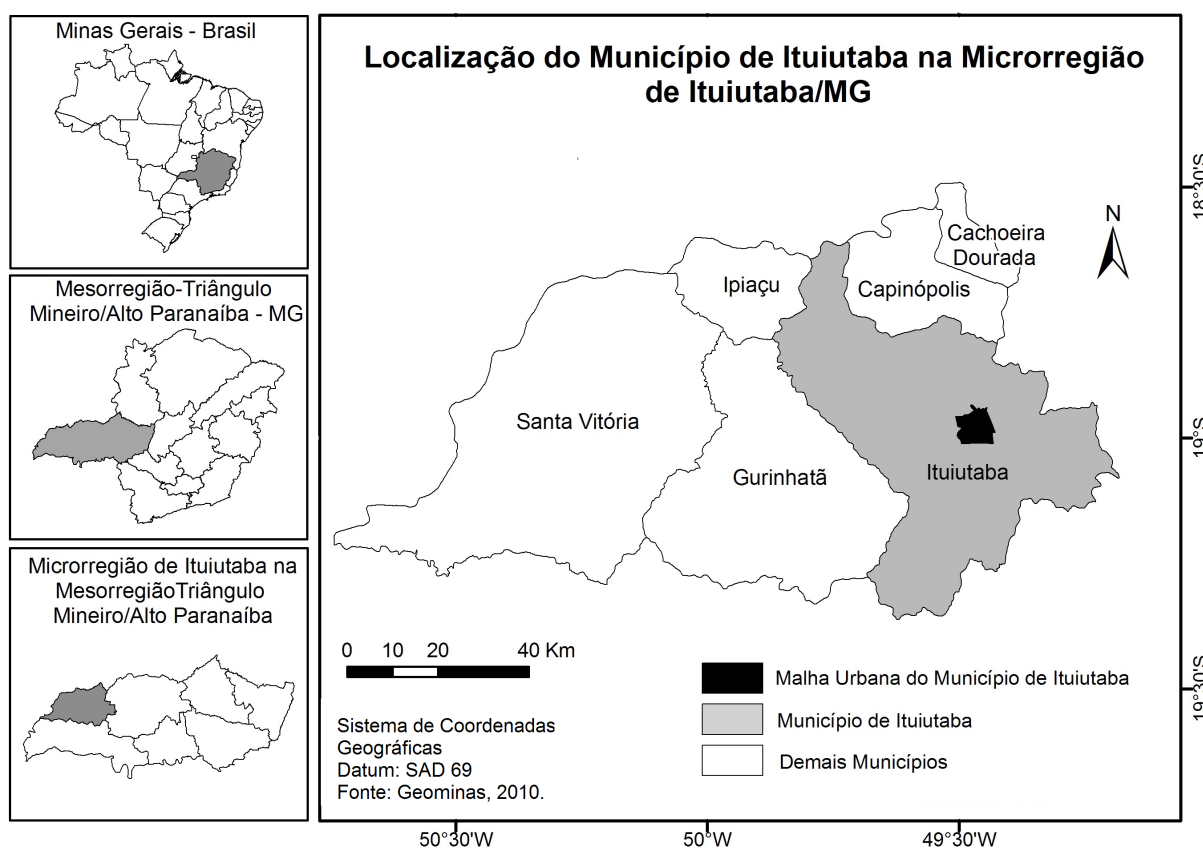 Minas Gerais - Brasil
Mesorregião-Triângulo
Mineiro/Alto Paranaíba - MG
Microrregião de Ituiutaba na
MesorregiãoTriângulo
Mineiro/Alto Paranaíba
Localização do Município de Ituiutaba na Microrregião
de Ituiutaba/MG
N
Cachoeira
Dourada
Ipiaçu
Capinópolis
Santa Vitória
Gurinhatã
Ituiutaba
0 10 20 40 Km
Sistema de Coordenadas
Geográficas
Datum: SAD 69
Fonte: Geominas, 2010.
Malha Urbana do Município de Ituiutaba
Município de Ituiutaba
Demais Municípios
18°30'S
19°S
19°30'S
50°30'W
50°W
49°30'W